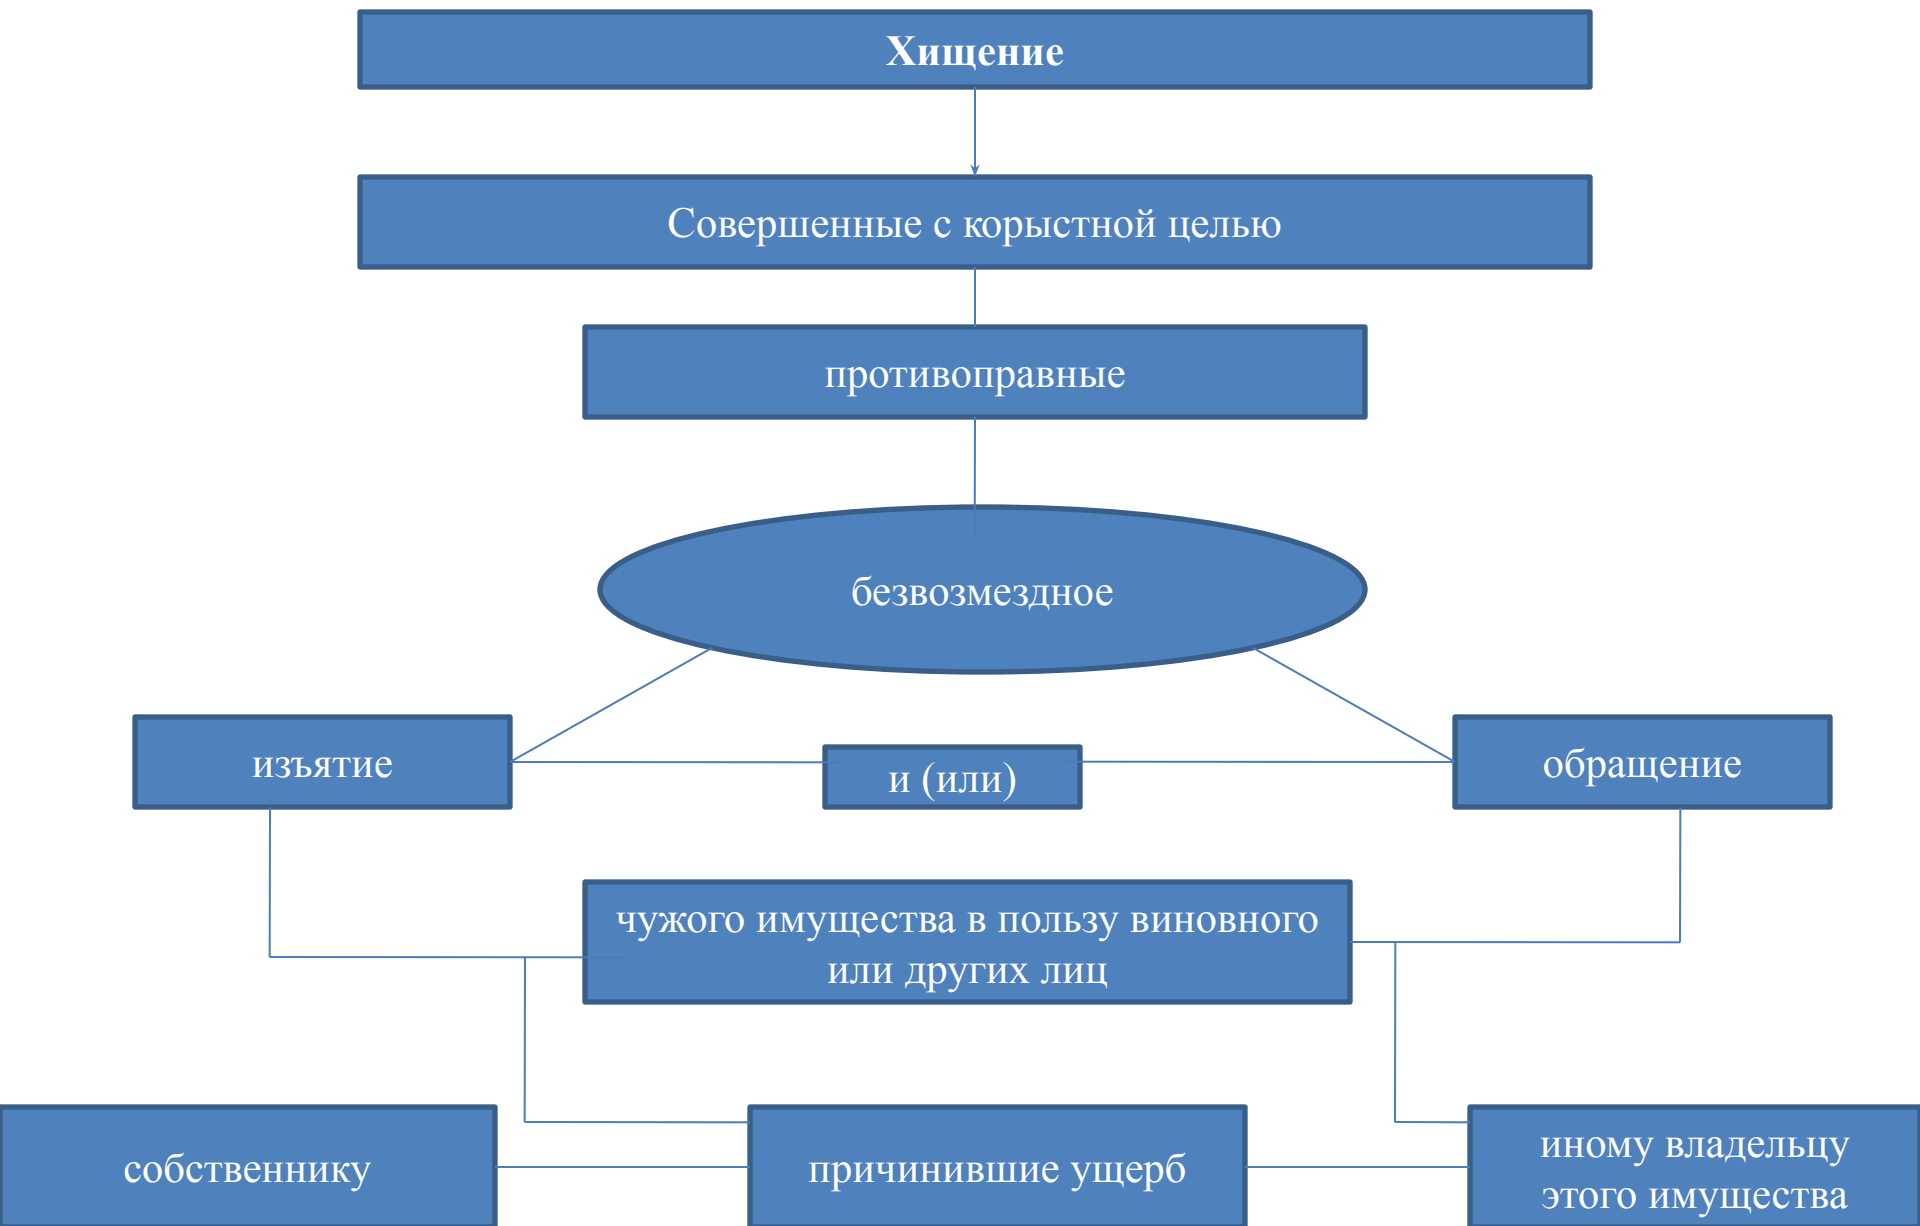 Хищение
Совершенные с корыстной целью
противоправные
безвозмездное
изъятие
и (или)
обращение
чужого имущества в пользу виновного
или других лиц
собственнику
причинившие ущерб
иному владельцу
этого имущества